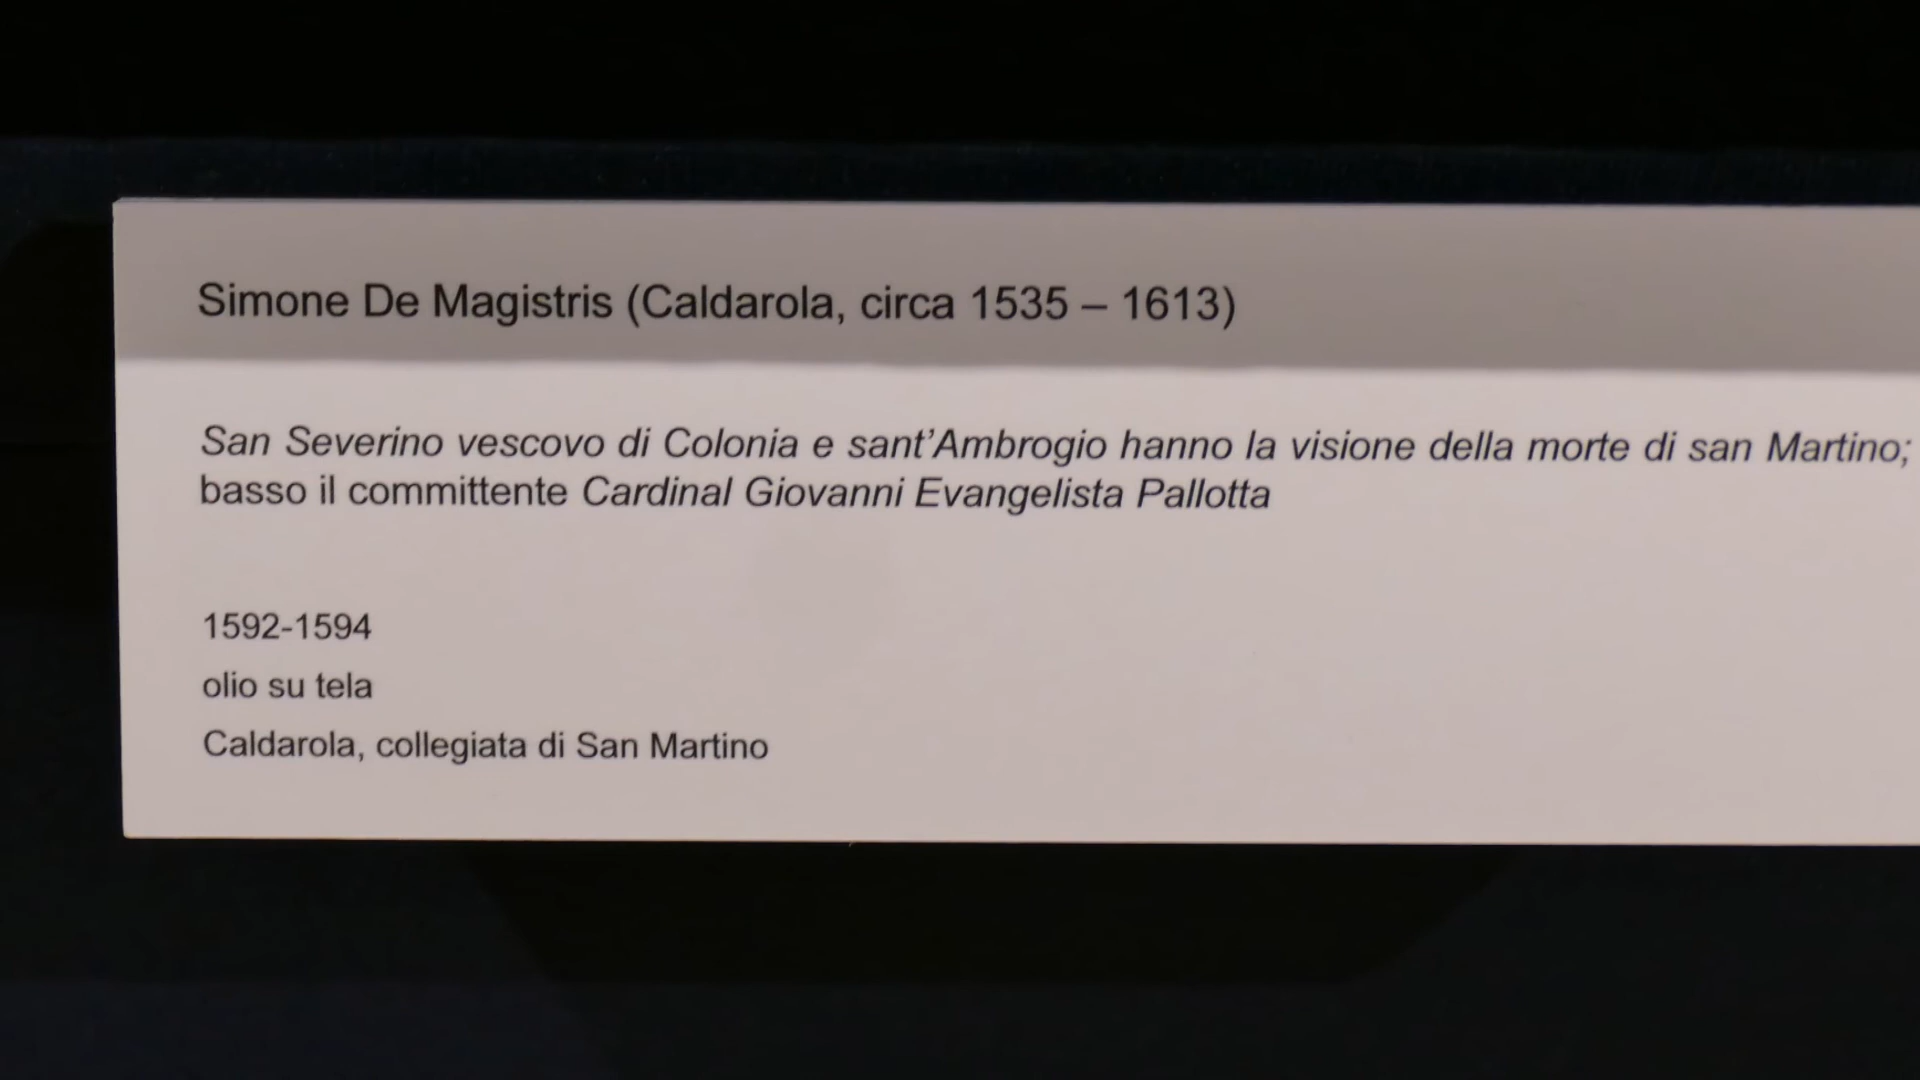 Simone De Magistris (Caldarola, circa 1535 – 1613)
San Severino vescovo di Colonia e sant’Ambrogio hanno la visione della morte di san Martino;
basso il committente Cardinal Giovanni Evangelista Pallotta
1592-1594
olio su tela
Caldarola, collegiata di San Martino